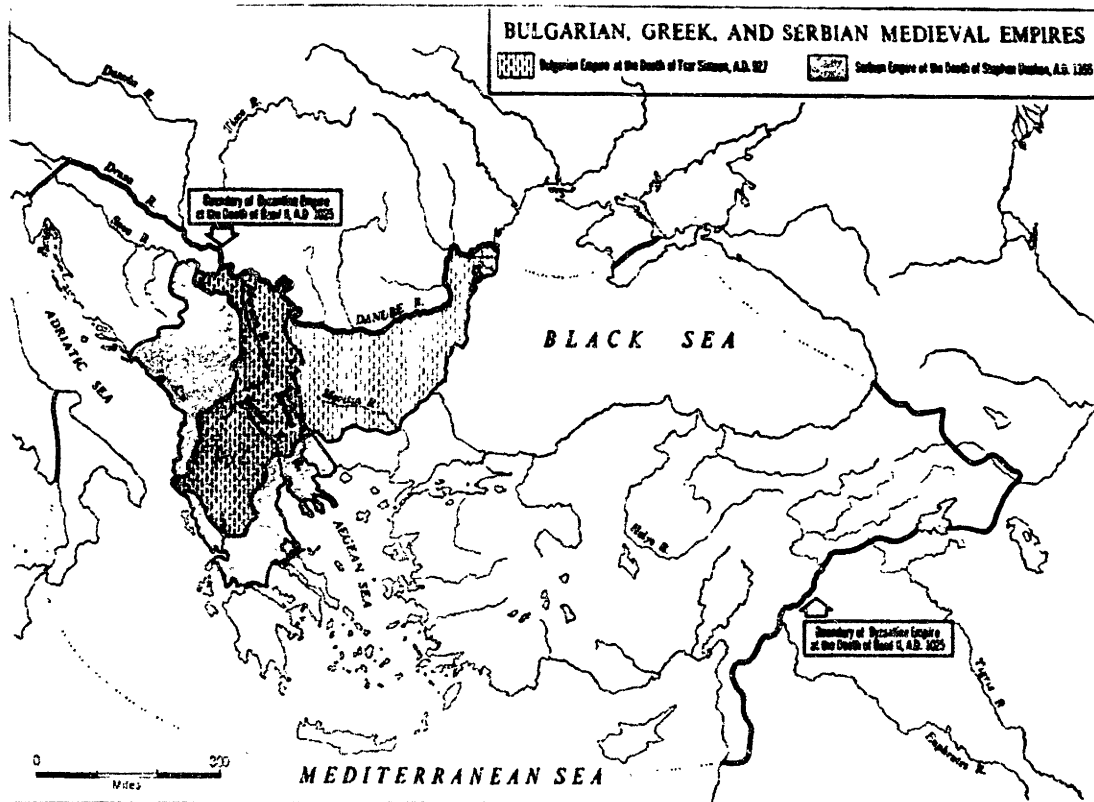 BULGARIAN, GREEK, AND SERBIAN MEDIEVAL EMPIRES
Bulgarian Empire at the Death of Tsar Simeon, A.D. 927
Serbian Empire at the Death of Stephen Dushan, A.D. 1355
Danube R.
Tisza R.
Drava R.
Sava R.
Boundary of Byzantine Empire
at the Death of Basil II, A.D. 1025
DANUBE R.
BLACK SEA
ADRIATIC SEA
Maritsa R.
AEGEAN SEA
Halys R.
Boundary of Byzantine Empire
at the Death of Basil II, A.D. 1025
Tigris R.
Euphrates R.
0 200
Miles
MEDITERRANEAN SEA